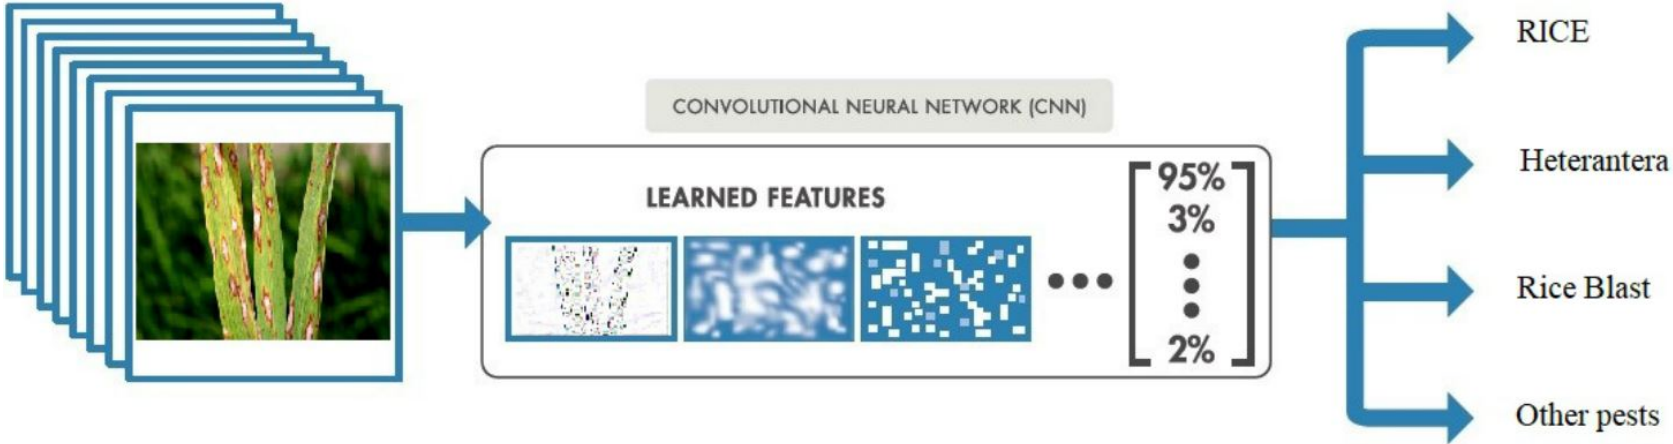 CONVOLUTIONAL NEURAL NETWORK (CNN)
LEARNED FEATURES
95%
3%
2%
RICE
Heterantera
Rice Blast
Other pests